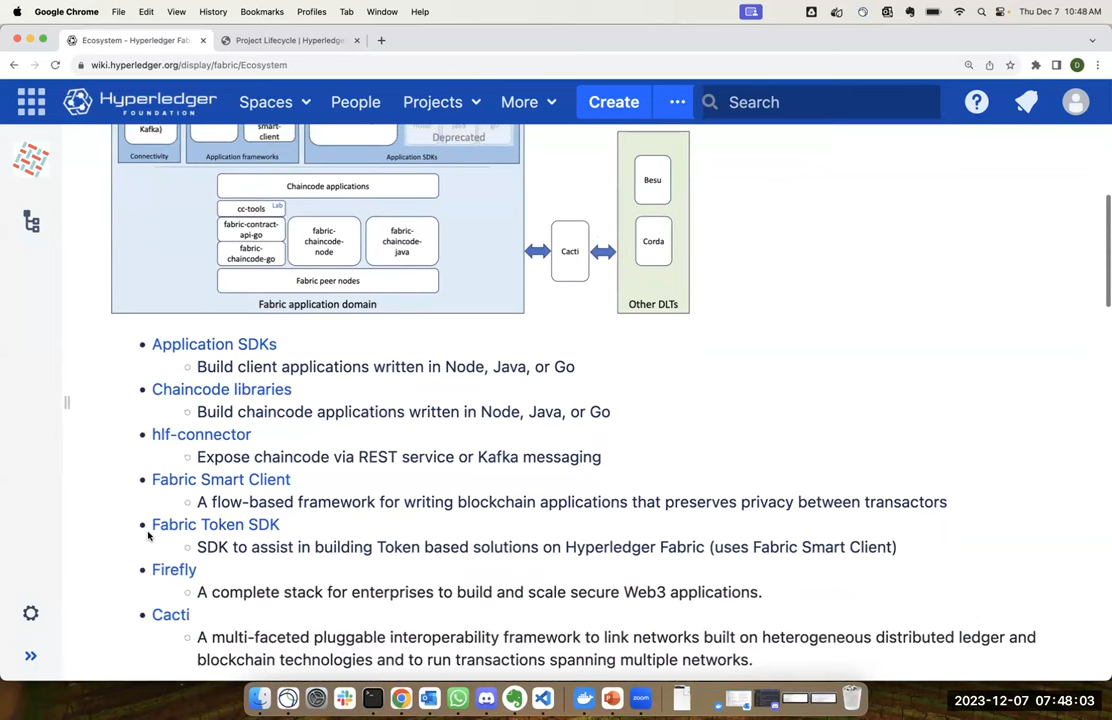 Google Chrome File Edit View History Bookmarks Profiles Tab Window Help Thu Dec 7 10:48 AM
Ecosystem - Hyperledger Fab Project Lifecycle | Hyperledge
wiki.hyperledger.org/display/fabric/Ecosystem
HYPERLEDGER FOUNDATION Spaces People Projects More Create Search
Kafka)
smart-
client
Deprecated
Connectivity Application frameworks Application SDKs
Chaincode applications
cc-tools Lab
fabric-contract-
api-go
fabric-
chaincode-go
fabric-
chaincode-
node
fabric-
chaincode-
java
Fabric peer nodes
Fabric application domain
Cacti
Besu
Corda
Other DLTs
• Application SDKs
Build client applications written in Node, Java, or Go
• Chaincode libraries
Build chaincode applications written in Node, Java, or Go
• hlf-connector
Expose chaincode via REST service or Kafka messaging
• Fabric Smart Client
A flow-based framework for writing blockchain applications that preserves privacy between transactors
• Fabric Token SDK
SDK to assist in building Token based solutions on Hyperledger Fabric (uses Fabric Smart Client)
• Firefly
A complete stack for enterprises to build and scale secure Web3 applications.
• Cacti
A multi-faceted pluggable interoperability framework to link networks built on heterogeneous distributed ledger and
blockchain technologies and to run transactions spanning multiple networks.
zoom
2023-12-07 07:48:03